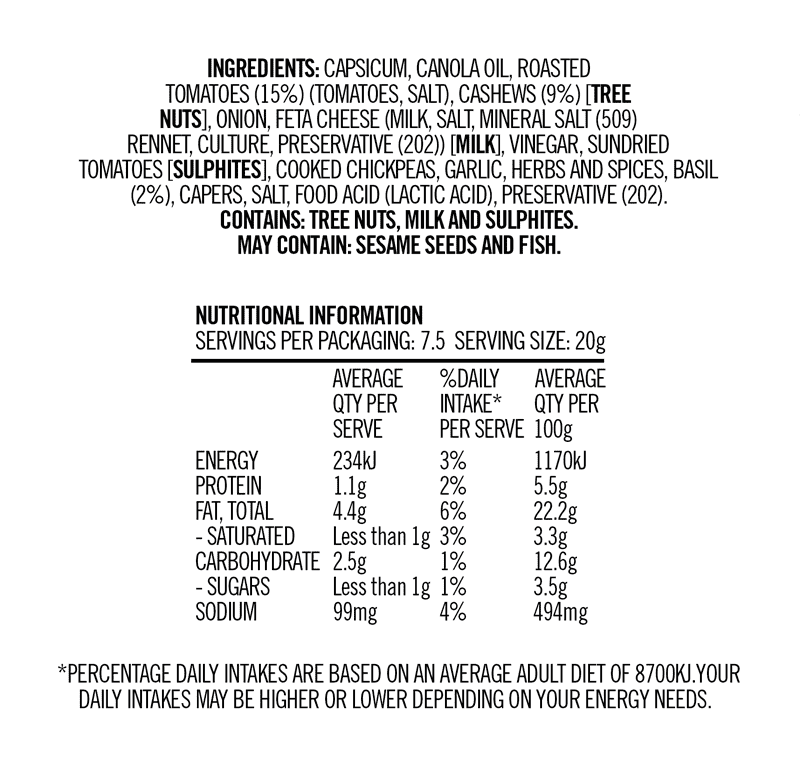 INGREDIENTS: CAPSICUM, CANOLA OIL, ROASTED
TOMATOES (15%) (TOMATOES, SALT), CASHEWS (9%) [TREE
NUTS], ONION, FETA CHEESE (MILK, SALT, MINERAL SALT (509)
RENNET, CULTURE, PRESERVATIVE (202)) [MILK], VINEGAR, SUNDRIED
TOMATOES [SULPHITES], COOKED CHICKPEAS, GARLIC, HERBS AND SPICES, BASIL
(2%), CAPERS, SALT, FOOD ACID (LACTIC ACID), PRESERVATIVE (202).
CONTAINS: TREE NUTS, MILK AND SULPHITES.
MAY CONTAIN: SESAME SEEDS AND FISH.
NUTRITIONAL INFORMATION
SERVINGS PER PACKAGING: 7.5 SERVING SIZE: 20g
AVERAGE %DAILY AVERAGE
QTY PER INTAKE* QTY PER
SERVE PER SERVE 100g
ENERGY 234kJ 3% 1170kJ
PROTEIN 1.1g 2% 5.5g
FAT, TOTAL 4.4g 6% 22.2g
- SATURATED Less than 1g 3% 3.3g
CARBOHYDRATE 2.5g 1% 12.6g
- SUGARS Less than 1g 1% 3.5g
SODIUM 99mg 4% 494mg
*PERCENTAGE DAILY INTAKES ARE BASED ON AN AVERAGE ADULT DIET OF 8700KJ.YOUR
DAILY INTAKES MAY BE HIGHER OR LOWER DEPENDING ON YOUR ENERGY NEEDS.